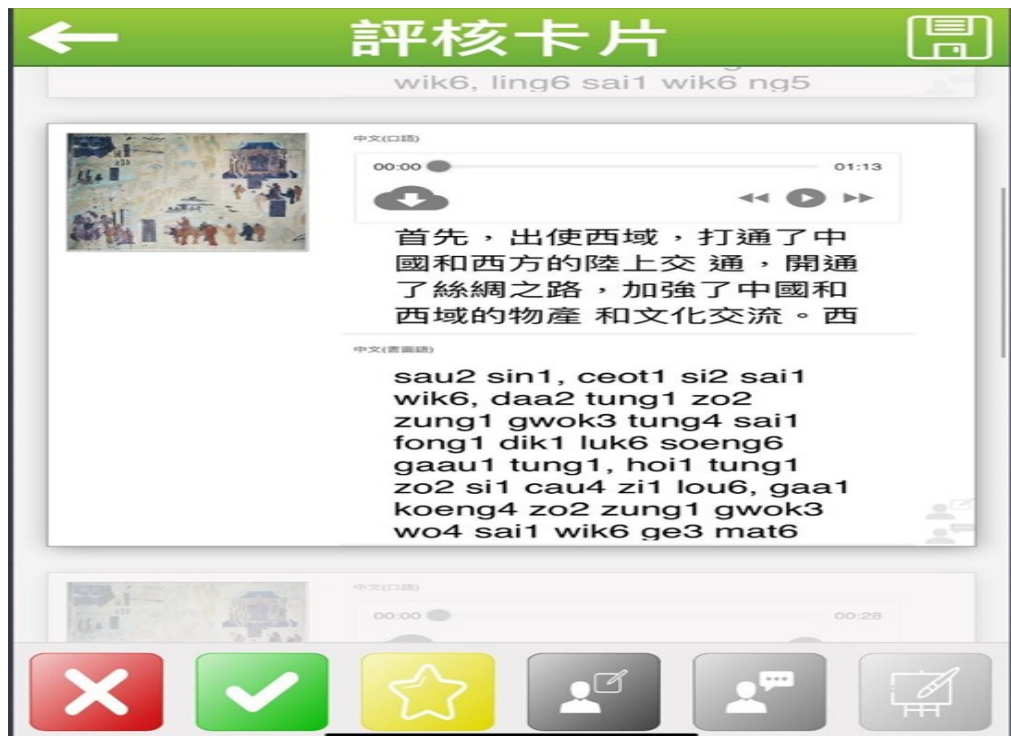 評核卡片
wik6, ling6 sai1 wik6 ng5
中文(口語)
00:00 01:13
首先，出使西域，打通了中
國和西方的陸上交 通，開通
了絲綢之路，加強了中國和
西域的物產 和文化交流。西
中文(書面語)
sau2 sin1, ceot1 si2 sai1
wik6, daa2 tung1 zo2
zung1 gwok3 tung4 sai1
fong1 dik1 luk6 soeng6
gaau1 tung1, hoi1 tung1
zo2 si1 cau4 zi1 lou6, gaa1
koeng4 zo2 zung1 gwok3
wo4 sai1 wik6 ge3 mat6
中文(口語)
00:00 00:26